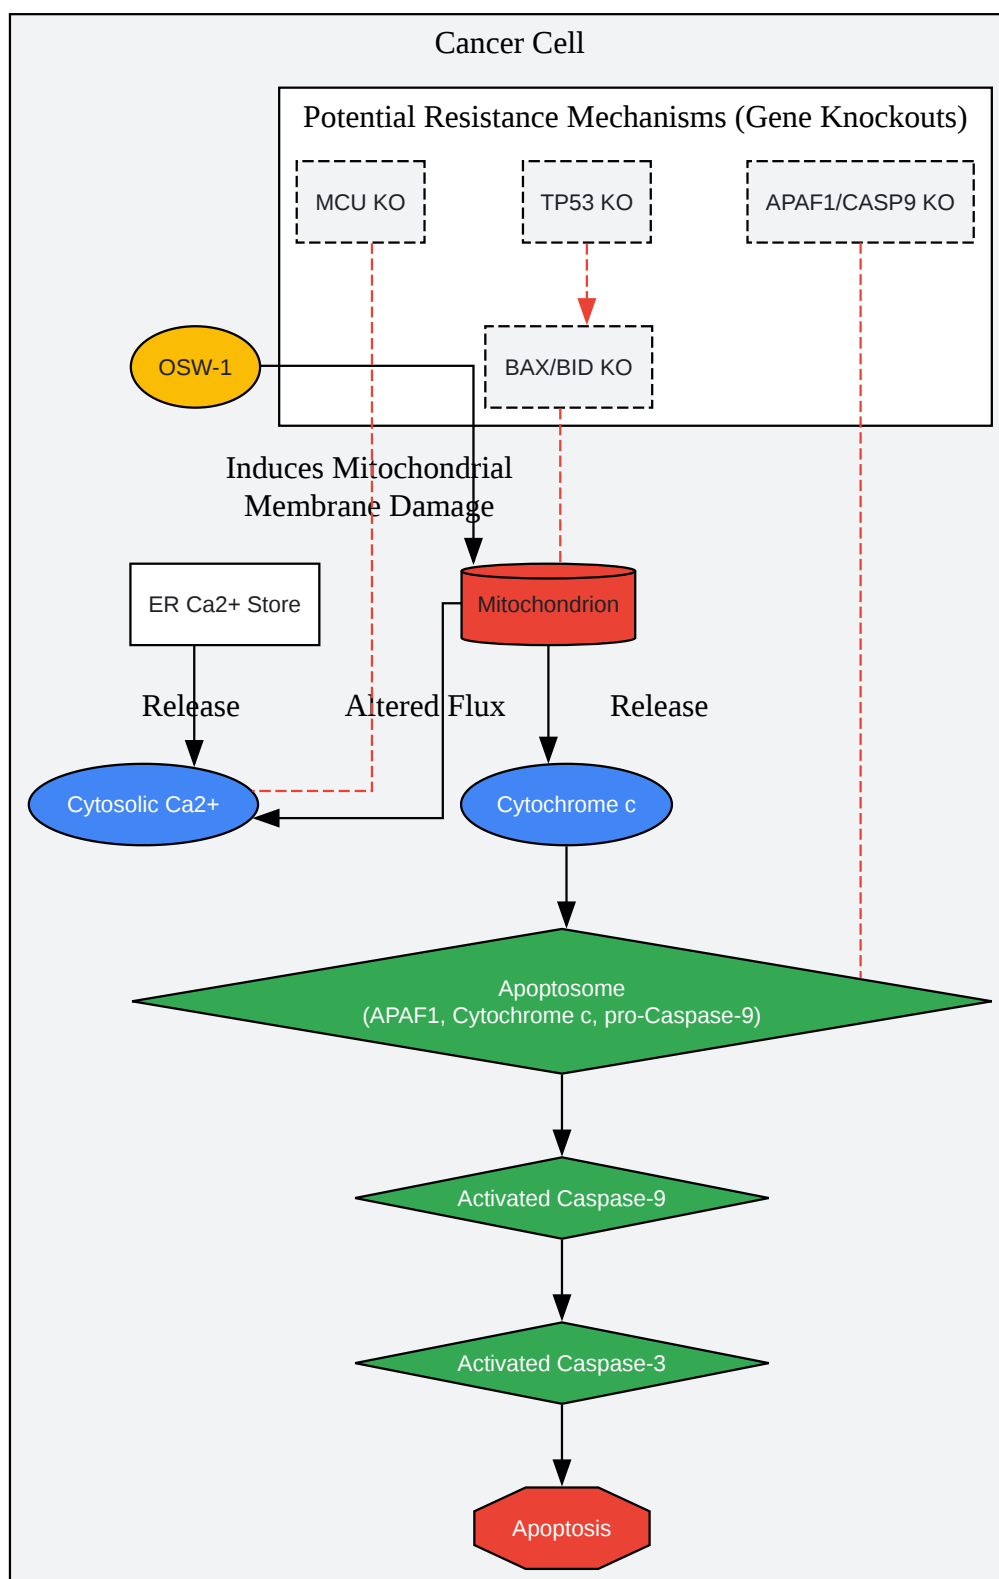 Cancer Cell
Potential Resistance Mechanisms (Gene Knockouts)
MCU KO
TP53 KO
APAF1/CASP9 KO
OSW-1
BAX/BID KO
Induces Mitochondrial
Membrane Damage
ER Ca2+ Store
Mitochondrion
Release
Altered Flux
Release
Cytosolic Ca2+
Cytochrome c
Apoptosome
(APAF1, Cytochrome c, pro-Caspase-9)
Activated Caspase-9
Activated Caspase-3
Apoptosis